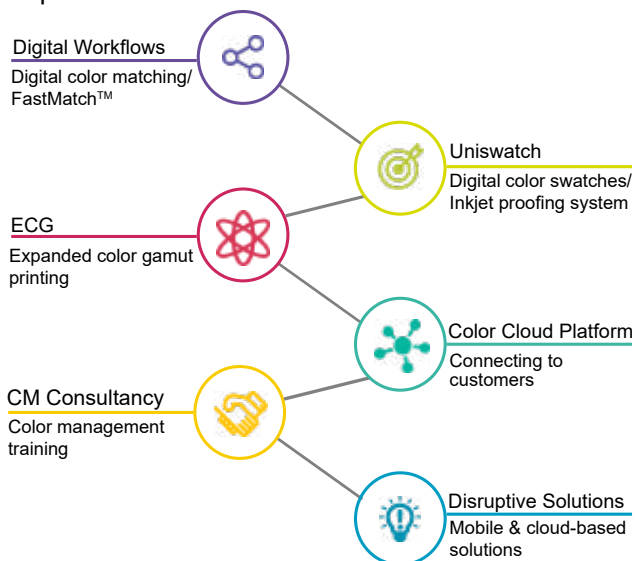 Digital Workflows
Digital color matching/
FastMatch™
Uniswatch
Digital color swatches/
Inkjet proofing system
ECG
Expanded color gamut
printing
Color Cloud Platform
Connecting to
customers
CM Consultancy
Color management
training
Disruptive Solutions
Mobile & cloud-based
solutions